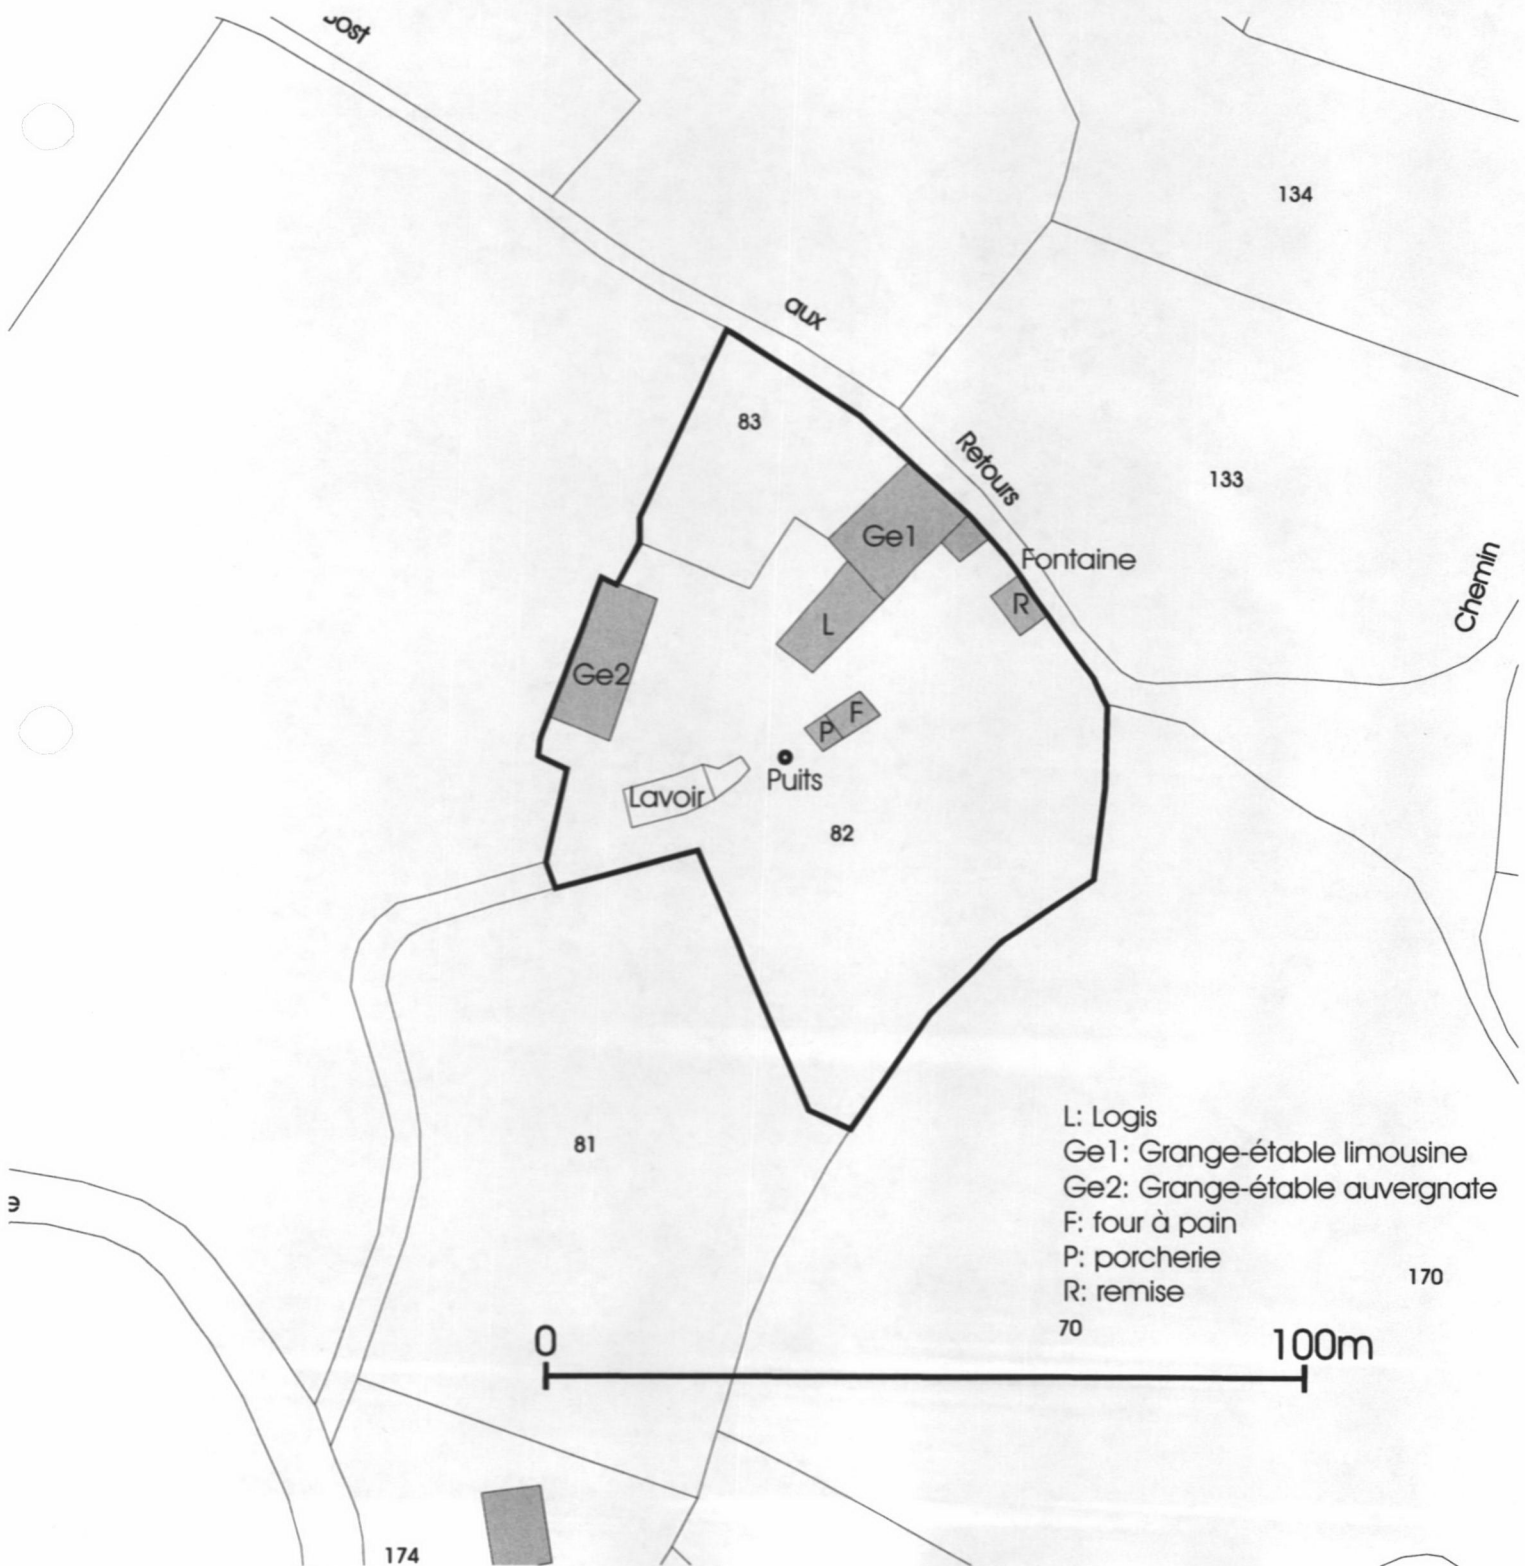 134
aux
83
Retours
133
Ge1
Fontaine
Chemin
R
L
Ge2
F
P
Puits
Lavoir
82
L: Logis
Ge1: Grange-étable limousine
Ge2: Grange-étable auvergnate
F: four à pain
P: porcherie
R: remise
81
170
70
0
100m
174